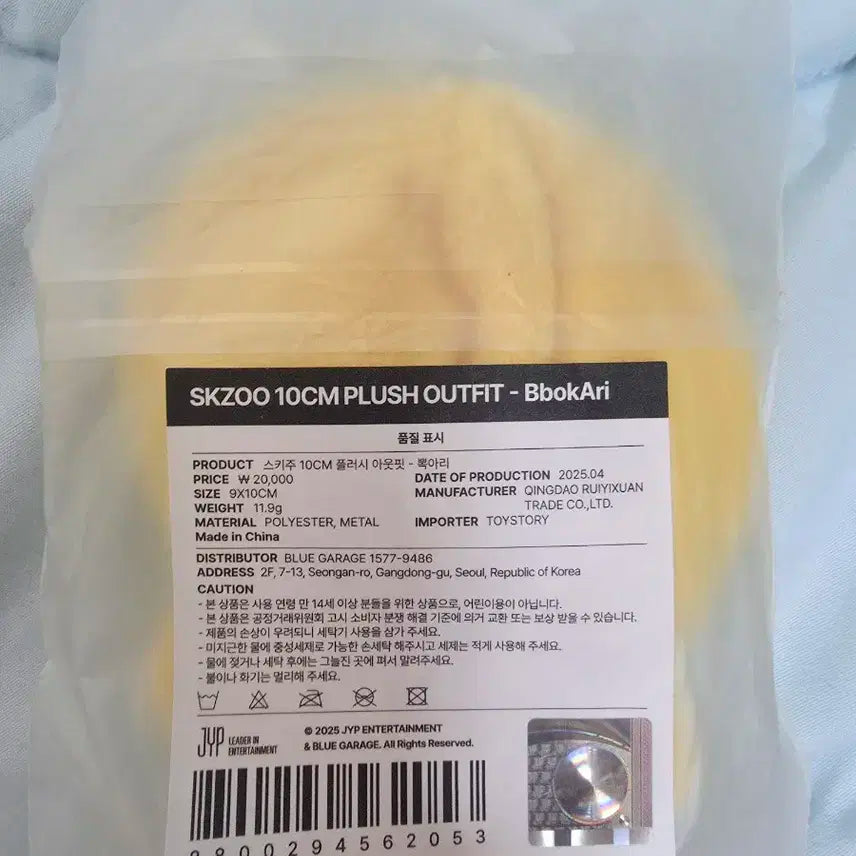 SKZOO 10CM PLUSH OUTFIT - BbokAri
품질 표시
PRODUCT 스키주 10CM 플러시 아웃핏 - 뽁아리
PRICE ₩ 20,000
SIZE 9X10CM
WEIGHT 11.9g
MATERIAL POLYESTER, METAL
Made in China
DATE OF PRODUCTION 2025.04
MANUFACTURER QINGDAO RUIYIXUAN
TRADE CO.,LTD.
IMPORTER TOYSTORY
DISTRIBUTOR BLUE GARAGE 1577-9486
ADDRESS 2F, 7-13, Seongan-ro, Gangdong-gu, Seoul, Republic of Korea
CAUTION
- 본 상품은 사용 연령 만 14세 이상 분들을 위한 상품으로, 어린이용이 아닙니다.
- 본 상품은 공정거래위원회 고시 소비자 분쟁 해결 기준에 의거 교환 또는 보상 받을 수 있습니다.
- 제품의 손상이 우려되니 세탁기 사용을 삼가 주세요.
- 미지근한 물에 중성세제로 가능한 손세탁 해주시고 세제는 적게 사용해 주세요.
- 물에 젖거나 세탁 후에는 그늘진 곳에 펴서 말려주세요.
- 불이나 화기는 멀리해 주세요.
JYP LEADER IN
ENTERTAINMENT
© 2025 JYP ENTERTAINMENT
& BLUE GARAGE. All Rights Reserved.
2800294562053